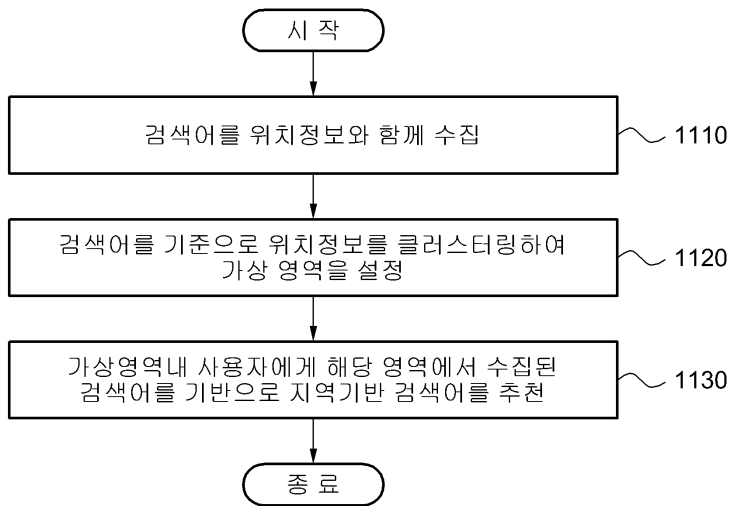 시 작
검색어를 위치정보와 함께 수집
1110
검색어를 기준으로 위치정보를 클러스터링하여
가상 영역을 설정
1120
가상영역내 사용자에게 해당 영역에서 수집된
검색어를 기반으로 지역기반 검색어를 추천
1130
종 료